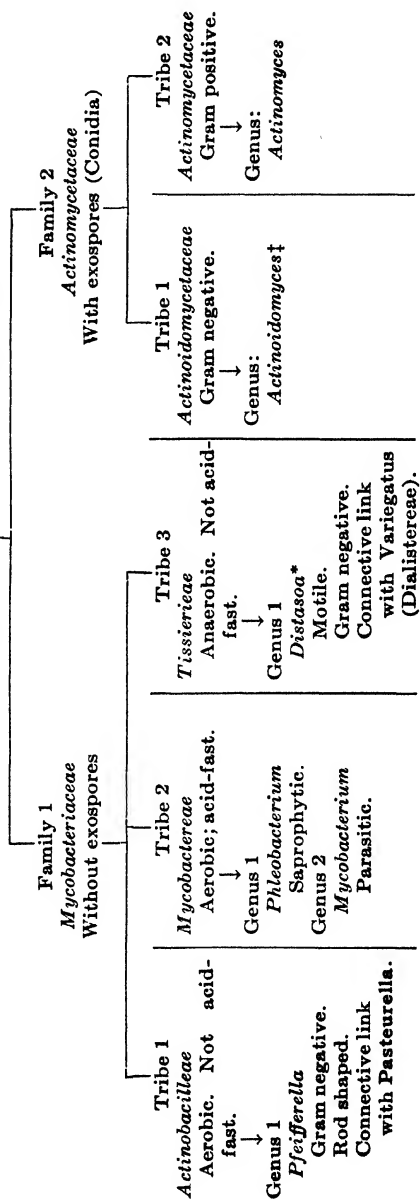 Family 1
Mycobacteriaceae
Without exospores
Tribe 1
Actinobacilleae
Aerobic. Not acid-
fast.
↓
Genus 1
Pfeifferella
Gram negative.
Rod shaped.
Connective link
with Pasteurella.
Tribe 2
Mycobactereae
Aerobic; acid-fast.
↓
Genus 1
Phleobacterium
Saprophytic.
Genus 2
Mycobacterium
Parasitic.
Tribe 3
Tissierieae
Anaerobic. Not acid-
fast.
↓
Genus 1
Distasoa*
Motile.
Gram negative.
Connective link
with Variegatus
(Dialistereae).
Family 2
Actinomycetaceae
With exospores (Conidia)
Tribe 1
Actinoidomycetaceae
Gram negative.
↓
Genus:
Actinoidomyces‡
Tribe 2
Actinomycetaceae
Gram positive.
↓
Genus:
Actinomyces